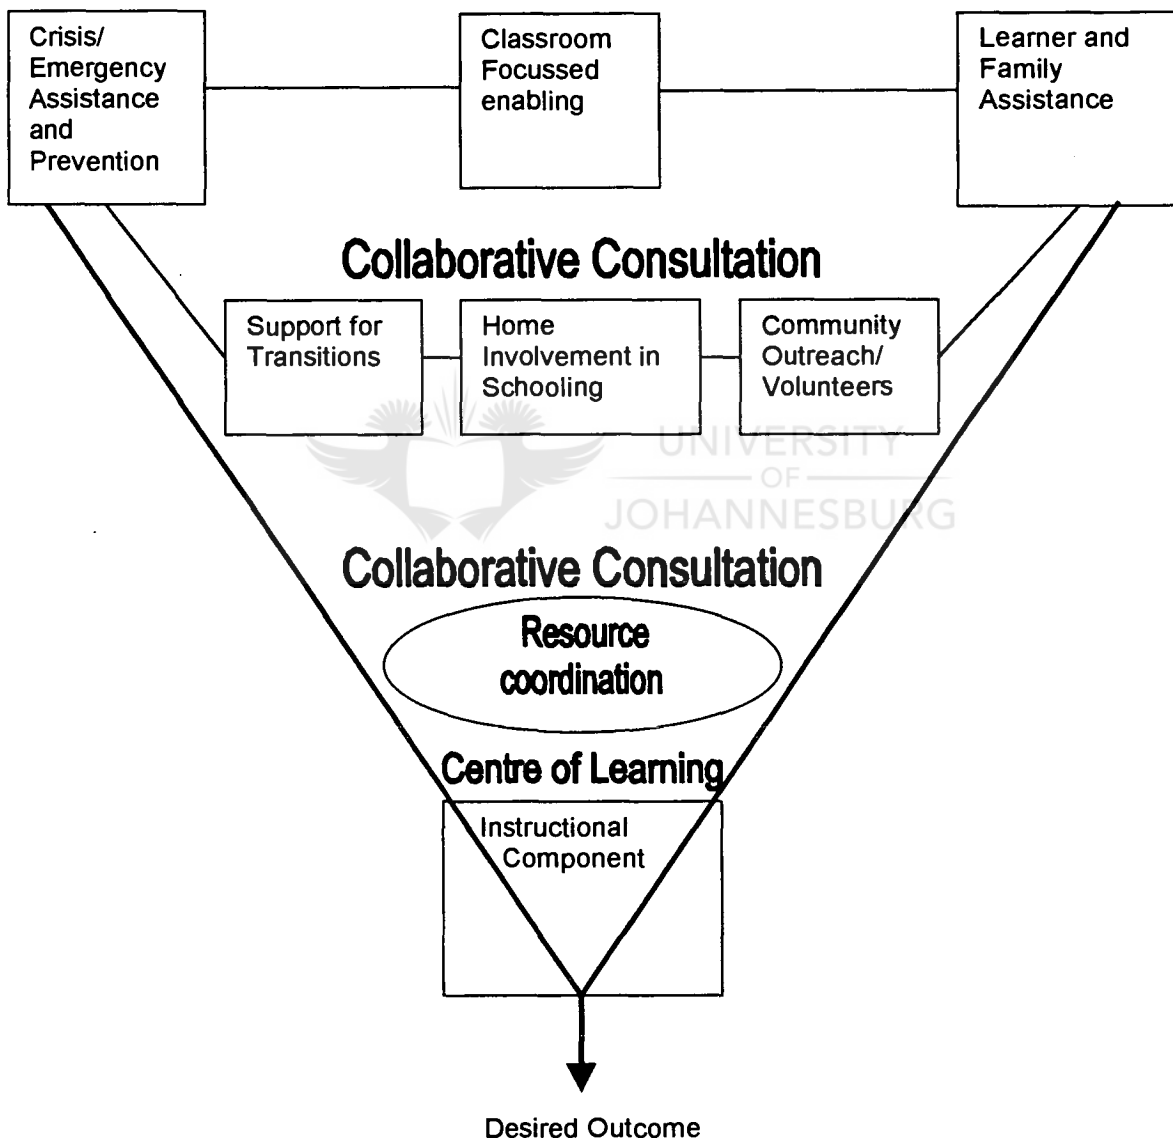 Crisis/
Emergency
Assistance
and
Prevention
Classroom
Focussed
enabling
Learner and
Family
Assistance
Collaborative Consultation
Support for
Transitions
Home
Involvement in
Schooling
Community
Outreach/
Volunteers
UNIVERSITY
OF
JOHANNESBURG
Collaborative Consultation
Resource
coordination
Centre of Learning
Instructional
Component
Desired Outcome